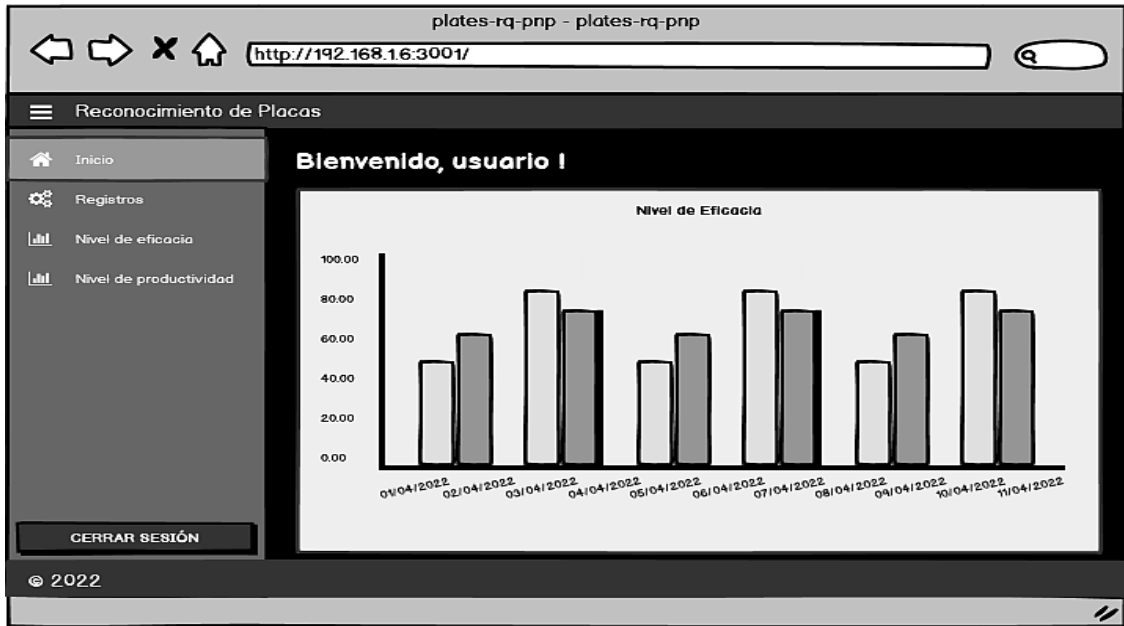 plates-rq-pnp - plates-rq-pnp
http://192.168.1.6:3001/
Reconocimiento de Placas
Inicio
Registros
Nivel de eficacia
Nivel de productividad
CERRAR SESIÓN
Bienvenido, usuario !
Nivel de Eficacia
100.00
80.00
60.00
40.00
20.00
0.00
01/04/2022 02/04/2022 03/04/2022 04/04/2022 05/04/2022 06/04/2022 07/04/2022 08/04/2022 09/04/2022 10/04/2022 11/04/2022
© 2022